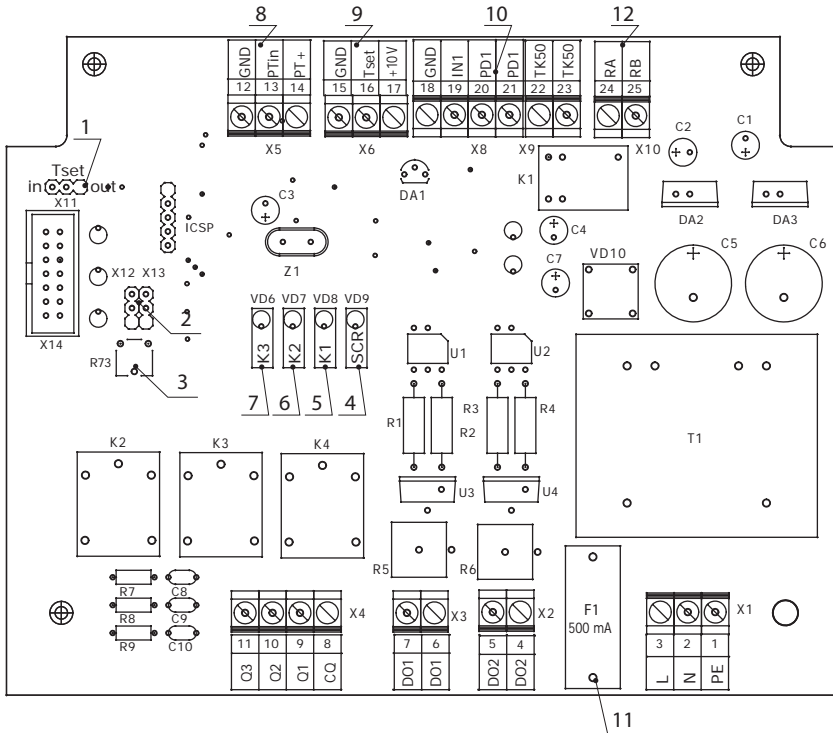 8 9 10 12
GND PTin PT+ GND Tset +10V GND IN1 PD1 PD1 TK50 TK50 RA RB
12 13 14 15 16 17 18 19 20 21 22 23 24 25
X5 X6 X8 X9 X10
1
Tset
in out
X11
ICSP
C3
Z1
DA1
K1
C2 C1
DA2 DA3
C4
C7
VD10
C5 C6
X12 X13
2
X14
R73
3
VD6 VD7 VD8 VD9
K3 K2 K1 SCR
7 6 5 4
U1 U2
R1 R2 R3 R4
U3 U4
T1
K2 K3 K4
R5 R6
R7 C8
R8 C9
R9 C10
X4 X3 X2 X1
F1
500 mA
11 10 9 8 7 6 5 4 3 2 1
Q3 Q2 Q1 CQ DO1 DO1 DO2 DO2 L N PE
11